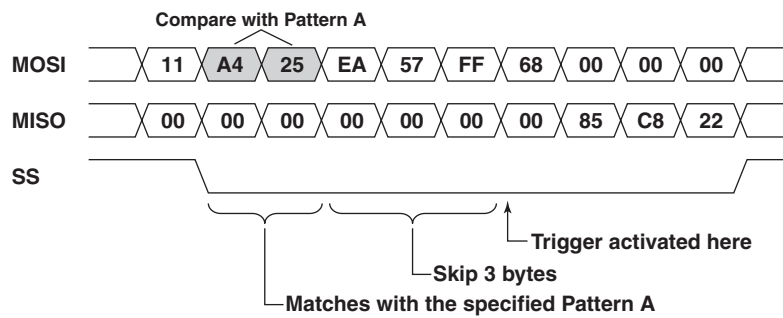 Compare with Pattern A
MOSI 11 A4 25 EA 57 FF 68 00 00 00
MISO 00 00 00 00 00 00 00 85 C8 22
SS
Trigger activated here
Skip 3 bytes
Matches with the specified Pattern A